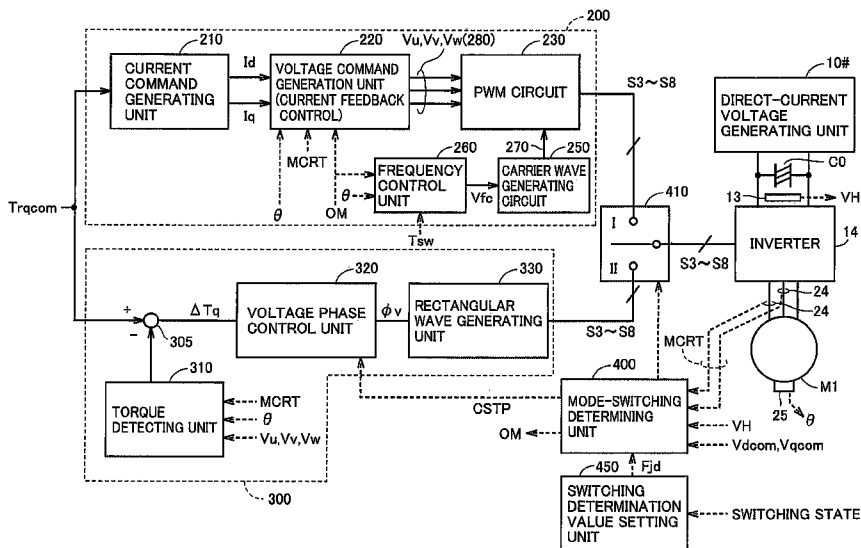 200
210
CURRENT
COMMAND
GENERATING
UNIT
Id
Iq
220
VOLTAGE COMMAND
GENERATION UNIT
(CURRENT FEEDBACK
CONTROL)
Vu,Vv,Vw(280)
230
PWM CIRCUIT
S3~S8
10#
DIRECT-CURRENT
VOLTAGE
GENERATING UNIT
C0
13
VH
MCRT
θ
OM
260
FREQUENCY
CONTROL
UNIT
θ
Vfc
Tsw
270
250
CARRIER WAVE
GENERATING
CIRCUIT
Trqcom
410
I
II
S3~S8
INVERTER
14
24
24
MCRT
M1
25
θ
+
-
305
ΔTq
320
VOLTAGE PHASE
CONTROL UNIT
ϕv
330
RECTANGULAR
WAVE GENERATING
UNIT
S3~S8
310
TORQUE
DETECTING UNIT
MCRT
θ
Vu,Vv,Vw
300
CSTP
OM
400
MODE-SWITCHING
DETERMINING
UNIT
VH
Vdcom,Vqcom
Fjd
450
SWITCHING
DETERMINATION
VALUE SETTING
UNIT
SWITCHING STATE